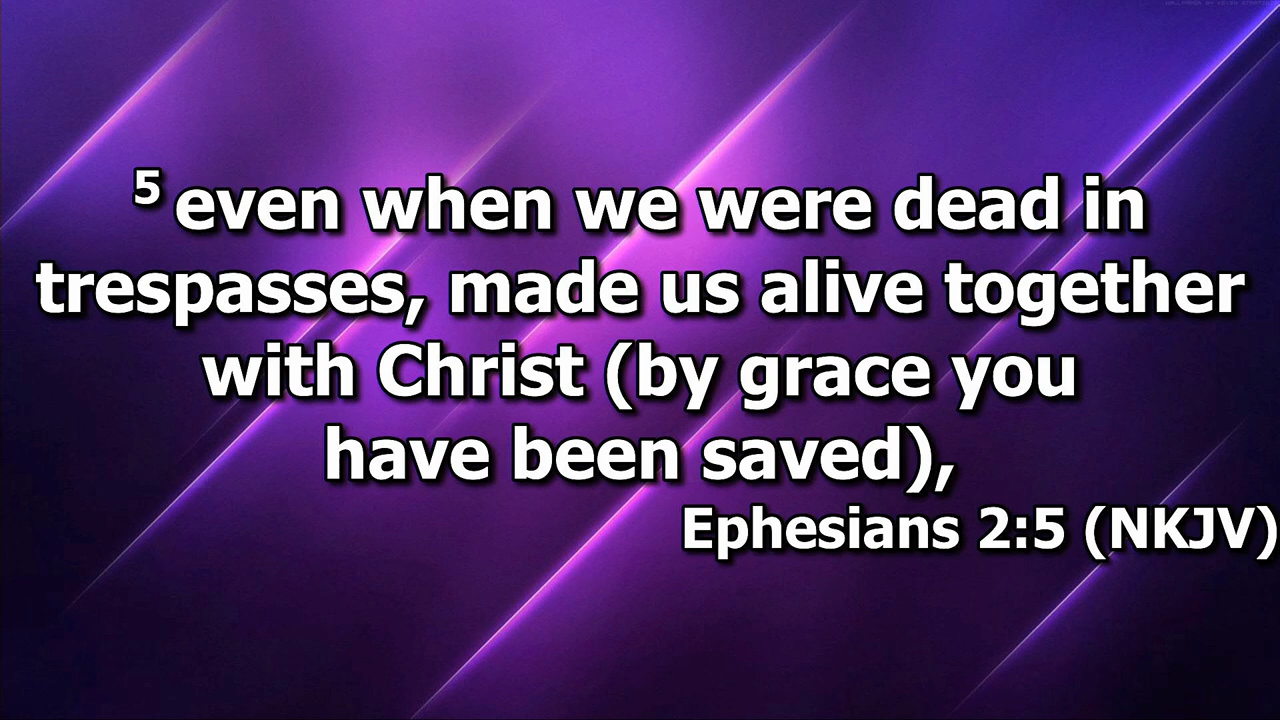 5 even when we were dead in
trespasses, made us alive together
with Christ (by grace you
have been saved),
Ephesians 2:5 (NKJV)